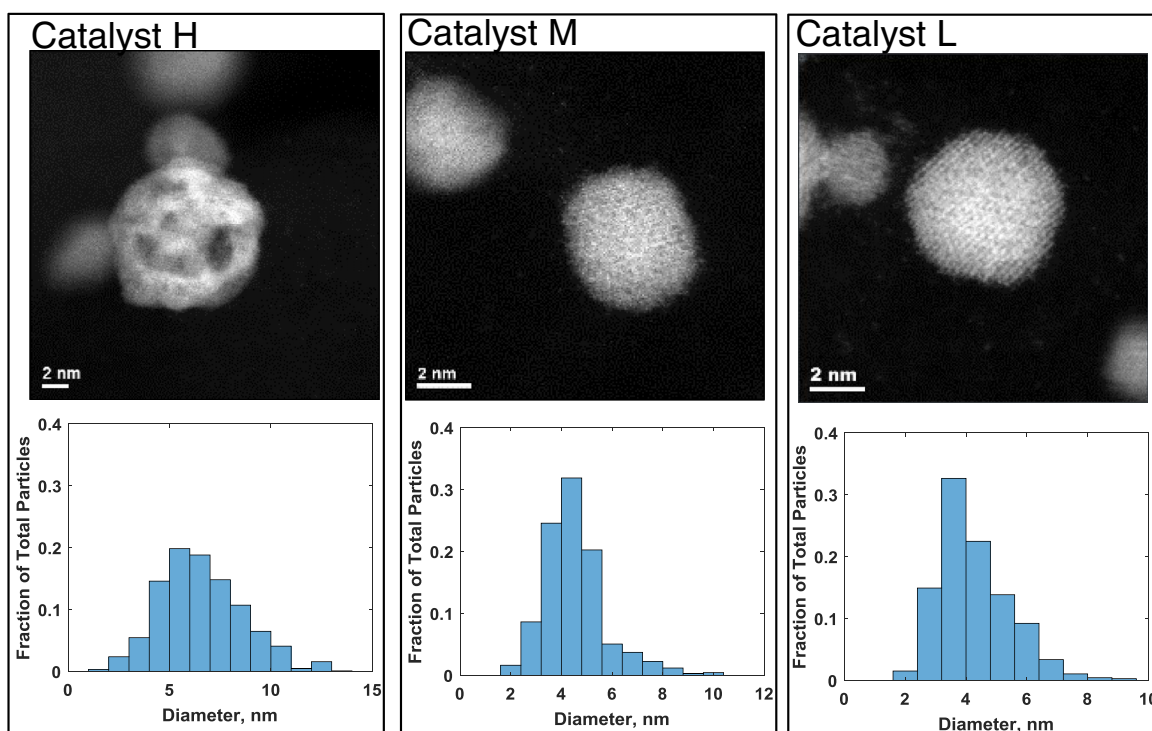 Catalyst H
2 nm
0.4
0.3
0.2
0.1
0
Fraction of Total Particles
0 5 10 15
Diameter, nm
Catalyst M
2 nm
0.4
0.3
0.2
0.1
0
Fraction of Total Particles
0 2 4 6 8 10 12
Diameter, nm
Catalyst L
2 nm
0.4
0.3
0.2
0.1
0
Fraction of Total Particles
0 2 4 6 8 10
Diameter, nm